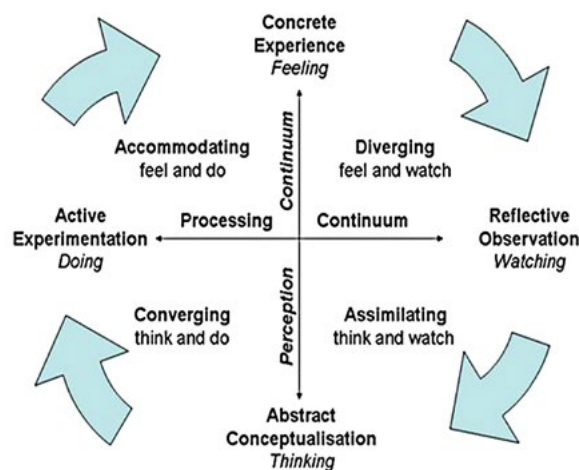 Concrete
Experience
Feeling
Accommodating
feel and do
Continuum
Diverging
feel and watch
Active
Experimentation
Doing
Processing
Continuum
Reflective
Observation
Watching
Converging
think and do
Perception
Assimilating
think and watch
Abstract
Conceptualisation
Thinking